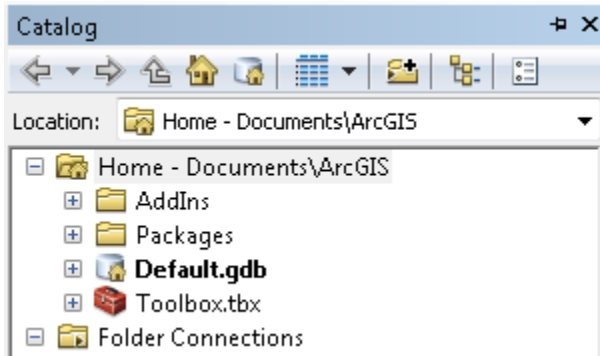 Catalog
Location: Home - Documents\ArcGIS
Home - Documents\ArcGIS
AddIns
Packages
Default.gdb
Toolbox.tbx
Folder Connections